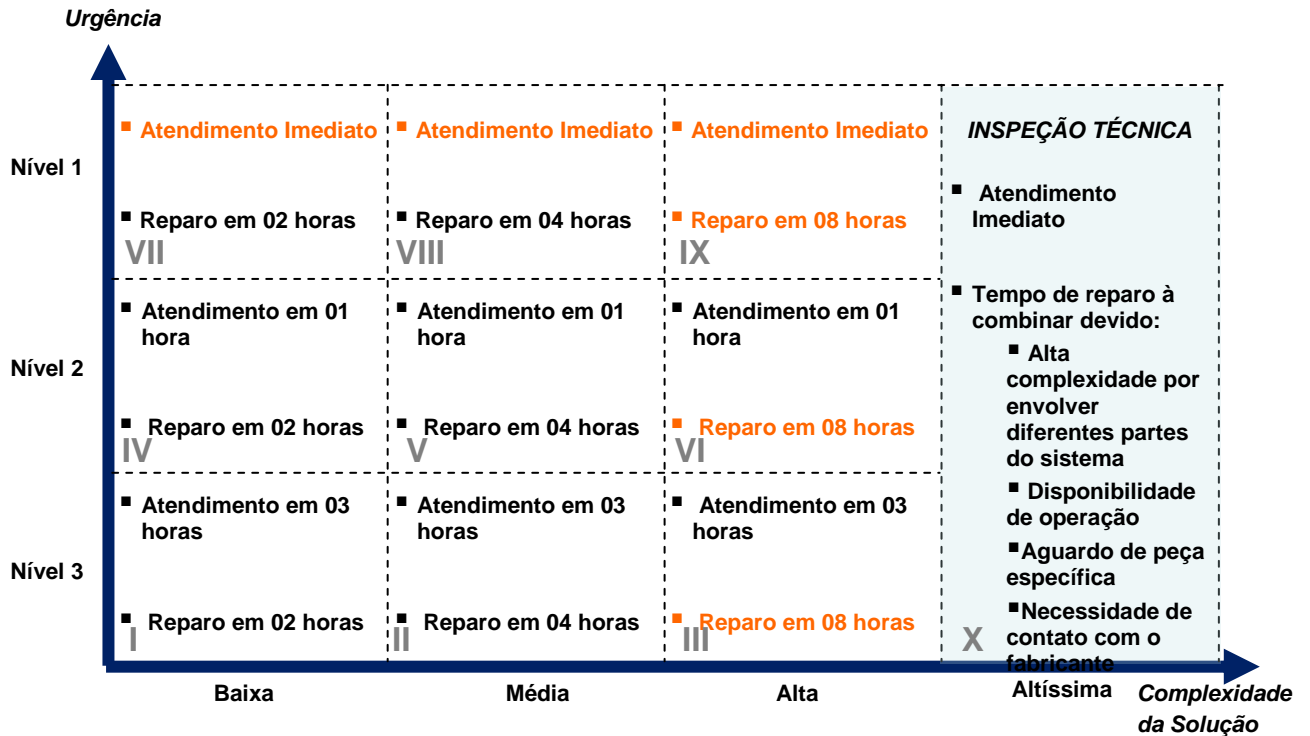 Urgência
Nível 1
▪ Atendimento Imediato
▪ Reparo em 02 horas
VII
▪ Atendimento Imediato
▪ Reparo em 04 horas
VIII
▪ Atendimento Imediato
▪ Reparo em 08 horas
IX
Nível 2
▪ Atendimento em 01
hora
▪ Reparo em 02 horas
IV
▪ Atendimento em 01
hora
▪ Reparo em 04 horas
V
▪ Atendimento em 01
hora
▪ Reparo em 08 horas
VI
Nível 3
▪ Atendimento em 03
horas
▪ Reparo em 02 horas
I
▪ Atendimento em 03
horas
▪ Reparo em 04 horas
II
▪ Atendimento em 03
horas
▪ Reparo em 08 horas
III
INSPEÇÃO TÉCNICA
▪ Atendimento
Imediato
▪ Tempo de reparo à
combinar devido:
▪ Alta
complexidade por
envolver
diferentes partes
do sistema
▪ Disponibilidade
de operação
▪Aguardo de peça
específica
▪Necessidade de
contato com o
fabricante
X
Baixa
Média
Alta
Altíssima
Complexidade
da Solução